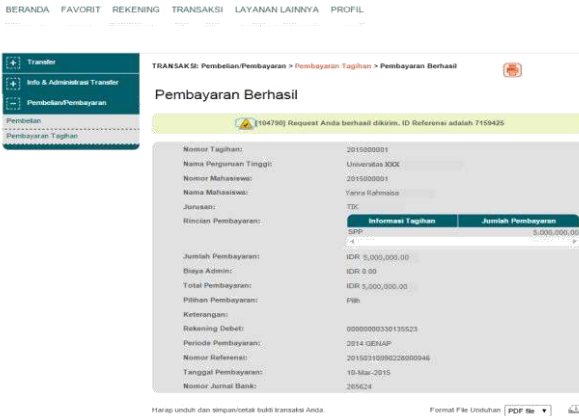 BERANDA FAVORIT REKENING TRANSAKSI LAYANAN LAINNYA PROFIL
Transfer
Info & Administrasi Transfer
Pembelian/Pembayaran
Pembelian
Pembayaran Tagihan
TRANSAKSI: Pembelian/Pembayaran > Pembayaran Tagihan > Pembayaran Berhasil
Pembayaran Berhasil
[104790] Request Anda berhasil dikirim. ID Referensi adalah 7159425
Nomor Tagihan: 2015000001
Nama Perguruan Tinggi: Universitas XXX
Nomor Mahasiswa: 2015000001
Nama Mahasiswa: Yanra Rahmaisa
Jurusan: TIK
Rincian Pembayaran: Informasi Tagihan Jumlah Pembayaran
SPP 5.000,000.00
Jumlah Pembayaran: IDR 5,000,000.00
Biaya Admin: IDR 0.00
Total Pembayaran: IDR 5,000,000.00
Pilihan Pembayaran: Pilih
Keterangan:
Rekening Debet: 00000000330135523
Periode Pembayaran: 2014 GENAP
Nomor Referensi: 20150310090228000946
Tanggal Pembayaran: 10-Mar-2015
Nomor Jurnal Bank: 265624
Harap unduh dan simpan/cetak bukti transaksi Anda. Format File Unduhan PDF file